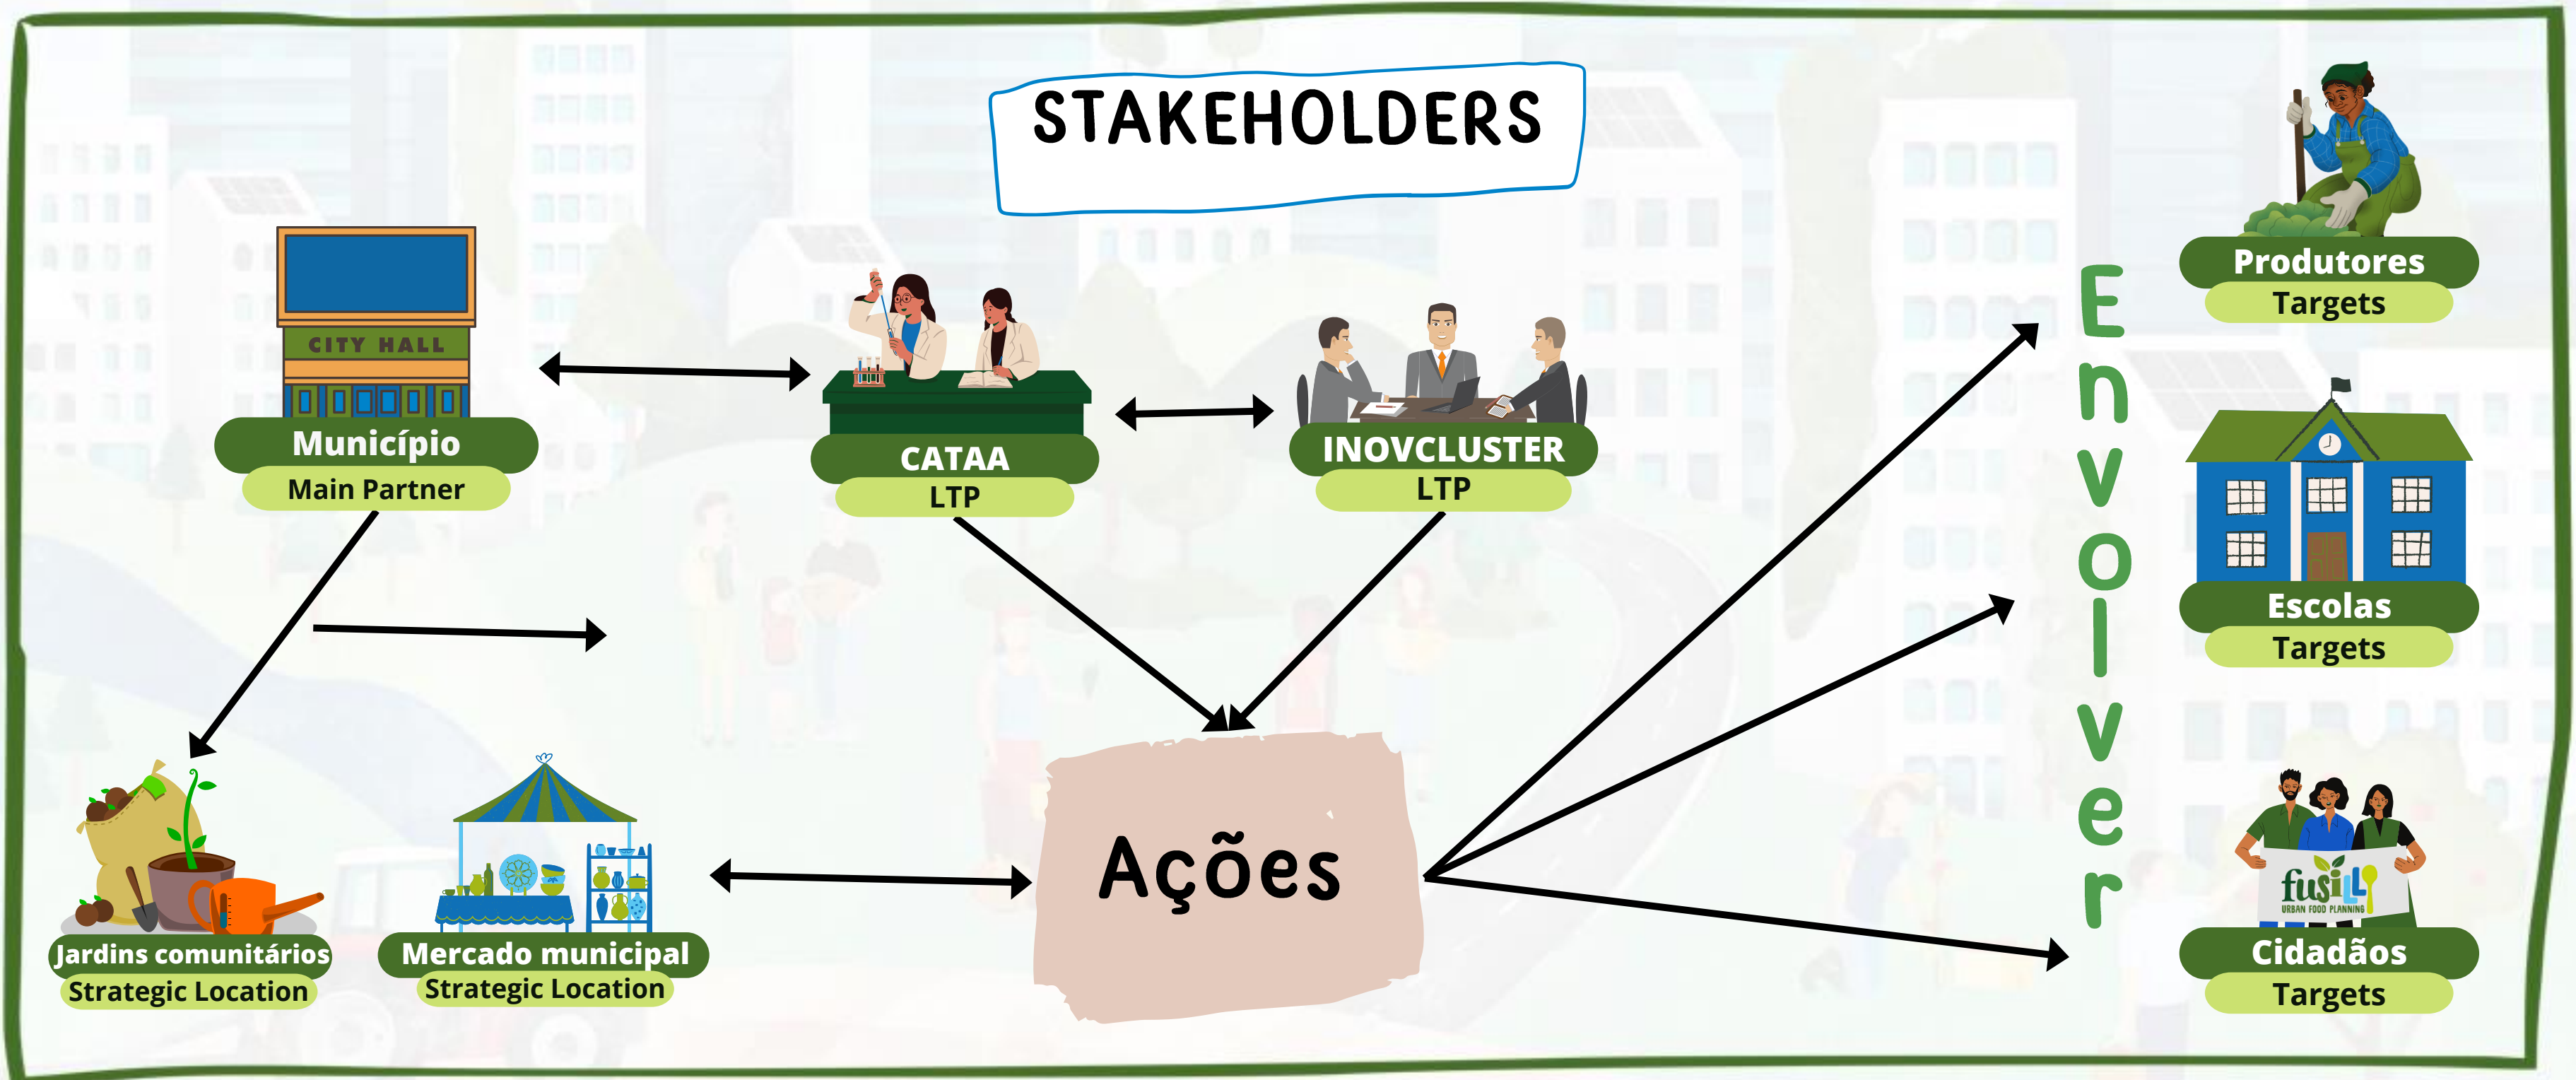 STAKEHOLDERS
CITY HALL
Município
Main Partner
CATAA
LTP
INOVCLUSTER
LTP
Produtores
Targets
Envolver
Escolas
Targets
Jardins comunitários
Strategic Location
Mercado municipal
Strategic Location
Ações
fusilli
URBAN FOOD PLANNING
Cidadãos
Targets